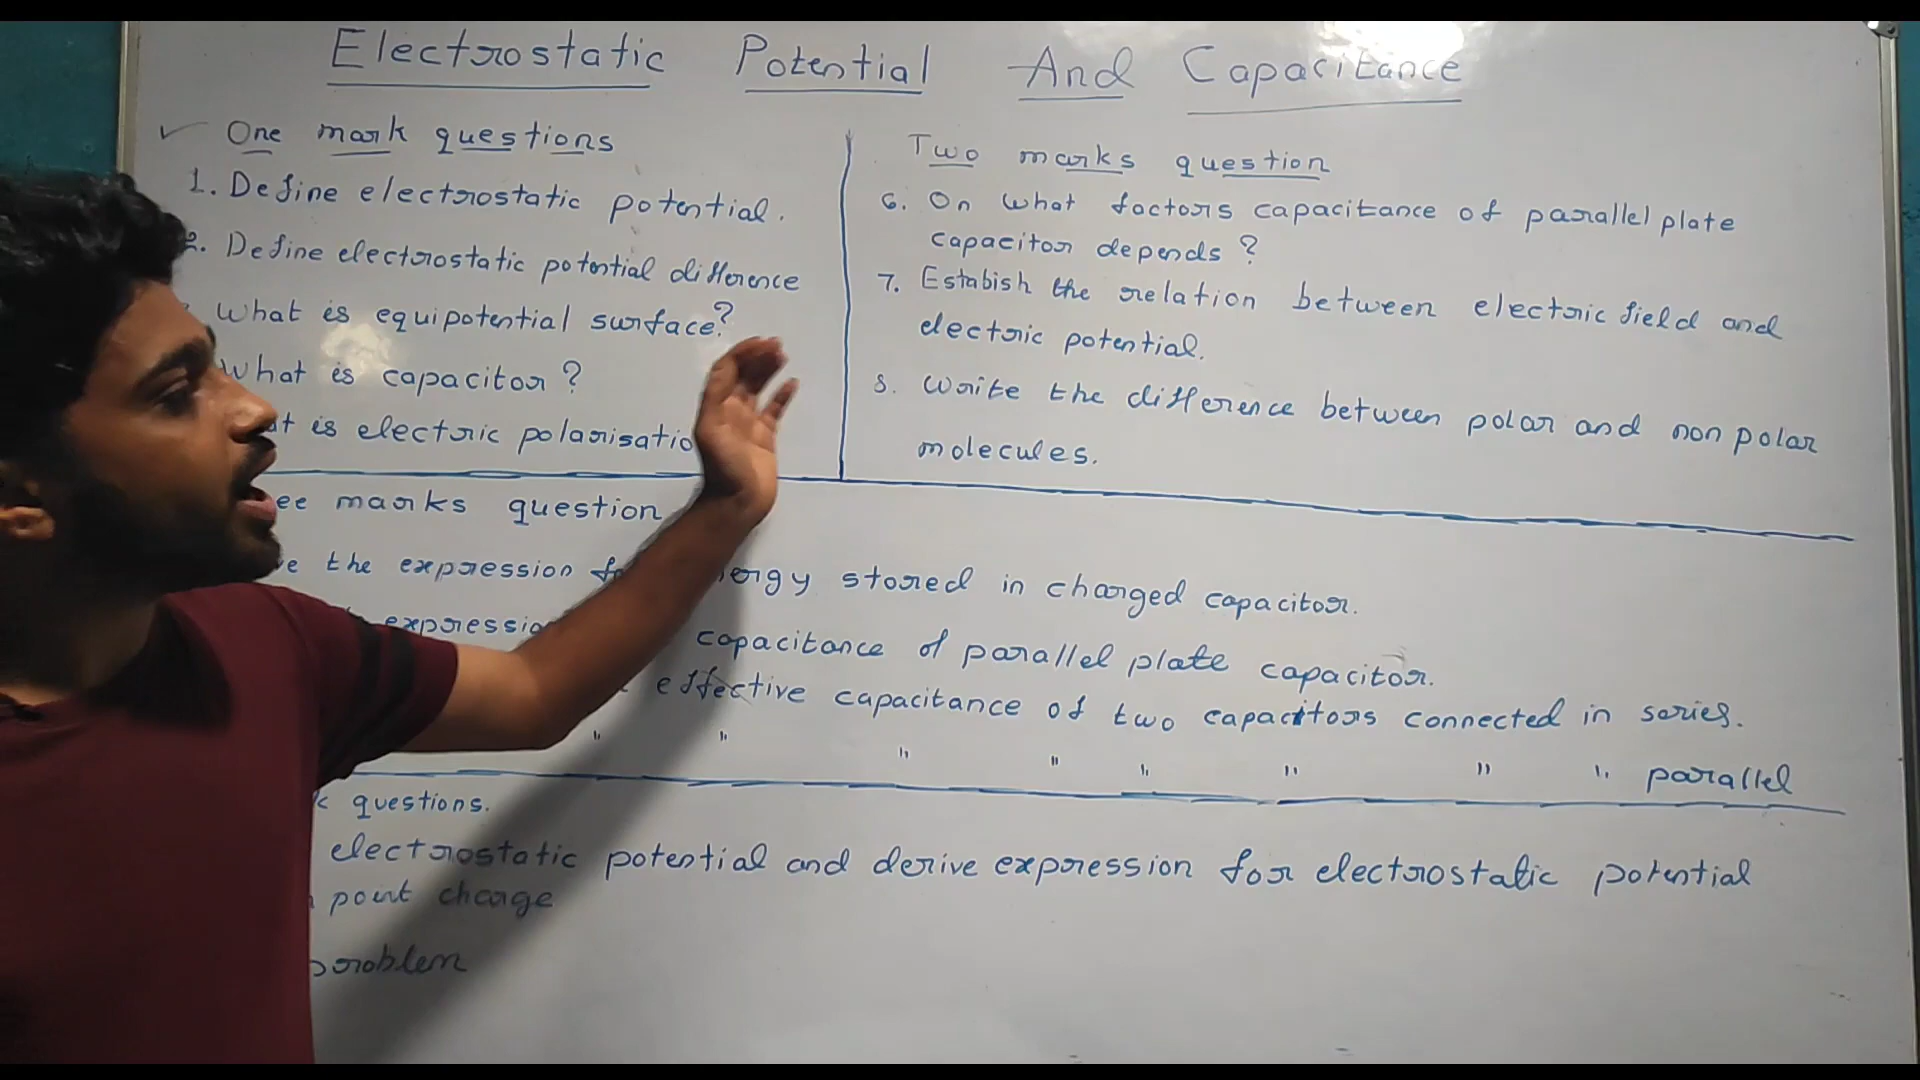 Electrostatic Potential And Capacitance
One mark questions
1. Define electrostatic potential.
2. Define electrostatic potential difference
What is equipotential surface?
What is capacitor?
is electric polarisatio
Two marks question
6. On what factors capacitance of parallel plate
capacitor depends?
7. Estabish the relation between electric field and
electric potential.
8. Write the difference between polar and non polar
molecules.
marks question
the expression stored in charged capacitor.
expressio capacitance of parallel plate capacitor.
effective capacitance of two capacitors connected in series.
" " " " " " " " parallel
questions.
electrostatic potential and derive expression for electrostatic potential
point charge
problem